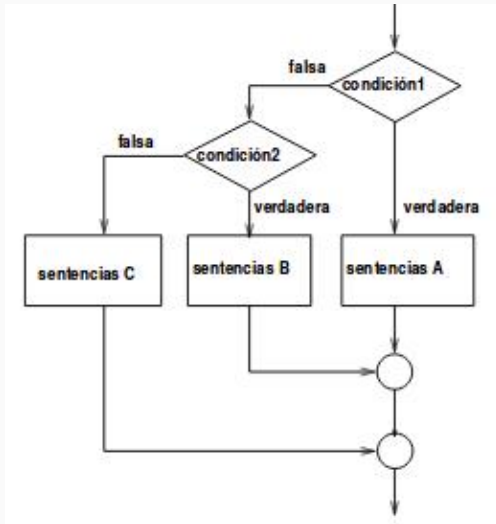 falsa
condición1
falsa
condición2
verdadera
verdadera
sentencias C
sentencias B
sentencias A